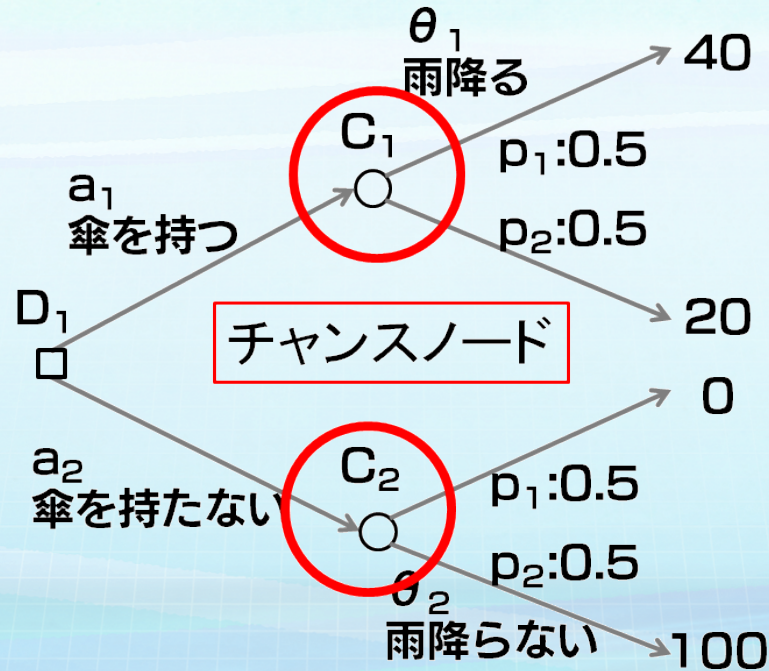 θ1
雨降る
40
C1
p1:0.5
a1
傘を持つ
p2:0.5
D1
チャンスノード
20
0
a2
傘を持たない
C2
p1:0.5
p2:0.5
θ2
雨降らない
100